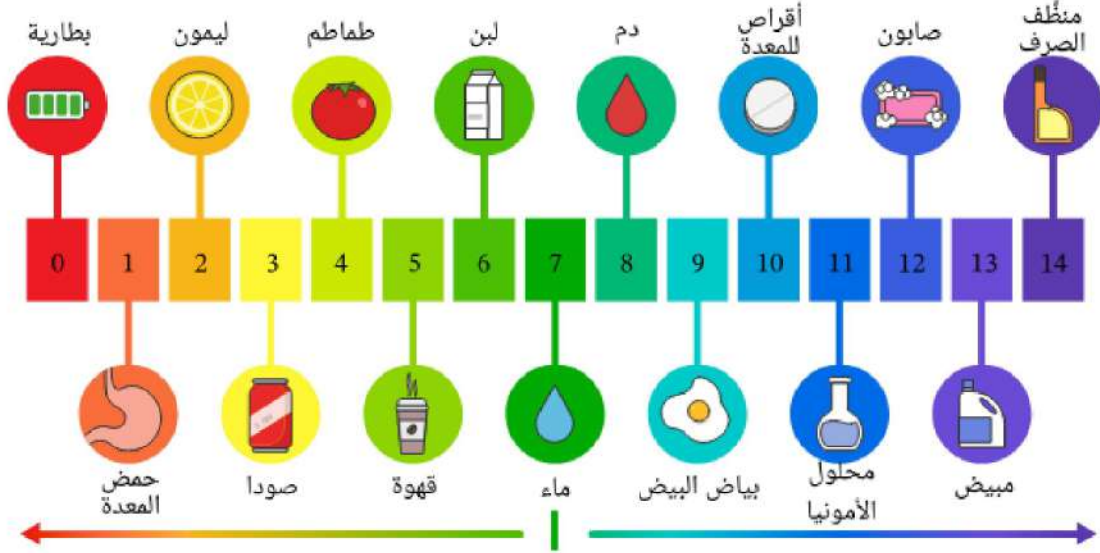 بطارية
ليمون
طماطم
لبن
دم
أقراص
للمعدة
صابون
منظّف
الصرف
0 1 2 3 4 5 6 7 8 9 10 11 12 13 14
حمض
المعدة
صودا
قهوة
ماء
بياض البيض
محلول
الأمونيا
مبيض